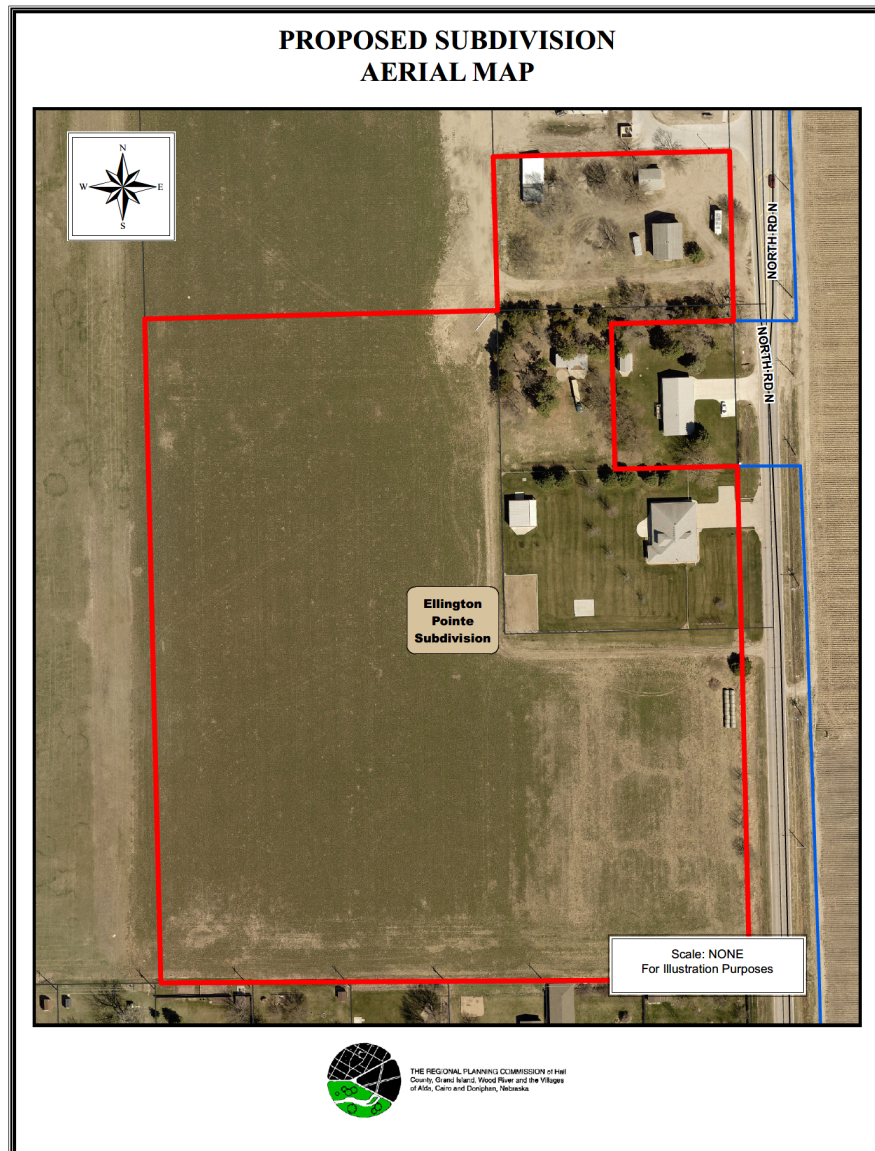 PROPOSED SUBDIVISION
AERIAL MAP
N
W E
S
NORTH RD N
NORTH RD N
Ellington
Pointe
Subdivision
Scale: NONE
For Illustration Purposes
THE REGIONAL PLANNING COMMISSION of Hall
County, Grand Island, Wood River and the Villages
of Alda, Cairo and Doniphan, Nebraska